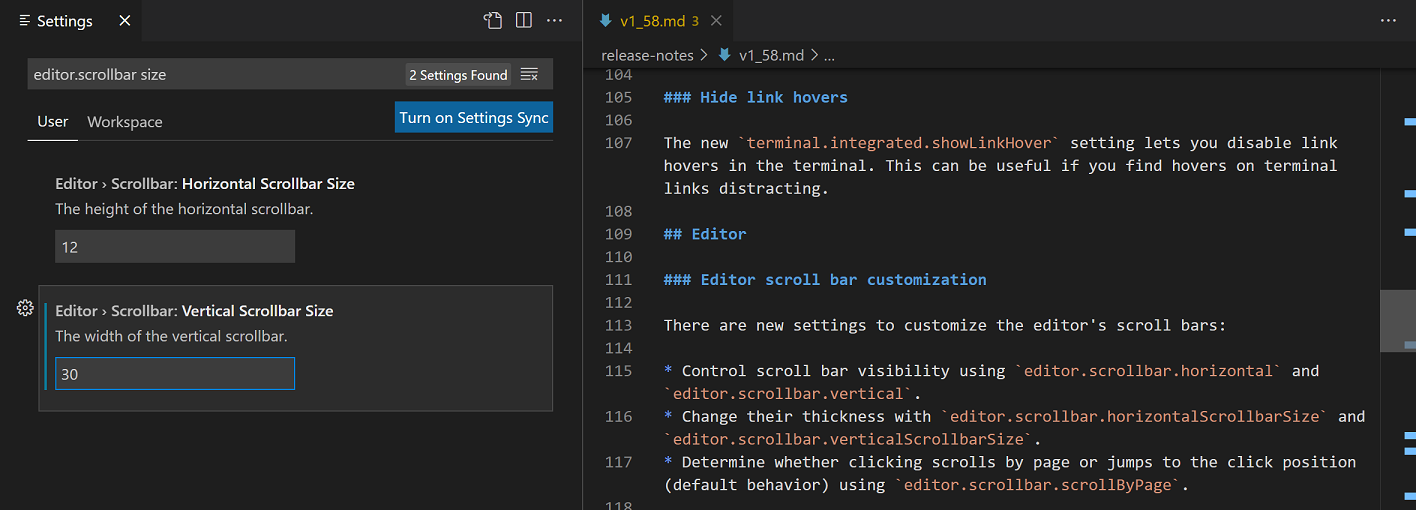 Settings
editor.scrollbar size
2 Settings Found
User
Workspace
Turn on Settings Sync
Editor › Scrollbar: Horizontal Scrollbar Size
The height of the horizontal scrollbar.
12
Editor › Scrollbar: Vertical Scrollbar Size
The width of the vertical scrollbar.
30
v1_58.md 3
release-notes > v1_58.md > ...
104
105 ### Hide link hovers
106
107 The new `terminal.integrated.showLinkHover` setting lets you disable link
hovers in the terminal. This can be useful if you find hovers on terminal
links distracting.
108
109 ## Editor
110
111 ### Editor scroll bar customization
112
113 There are new settings to customize the editor's scroll bars:
114
115 * Control scroll bar visibility using `editor.scrollbar.horizontal` and
`editor.scrollbar.vertical`.
116 * Change their thickness with `editor.scrollbar.horizontalScrollbarSize` and
`editor.scrollbar.verticalScrollbarSize`.
117 * Determine whether clicking scrolls by page or jumps to the click position
(default behavior) using `editor.scrollbar.scrollByPage`.
118